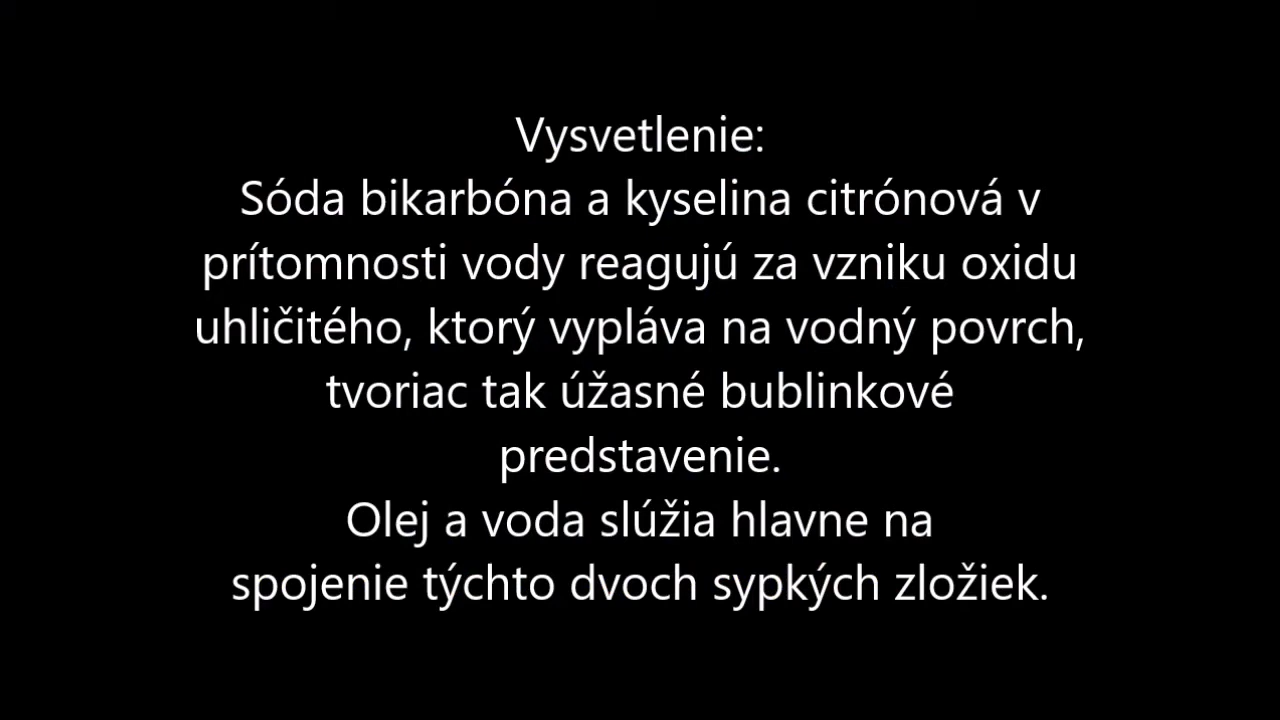 Vysvetlenie:
Sóda bikarbóna a kyselina citrónová v
prítomnosti vody reagujú za vzniku oxidu
uhličitého, ktorý vypláva na vodný povrch,
tvoriac tak úžasné bublinkové
predstavenie.
Olej a voda slúžia hlavne na
spojenie týchto dvoch sypkých zložiek.